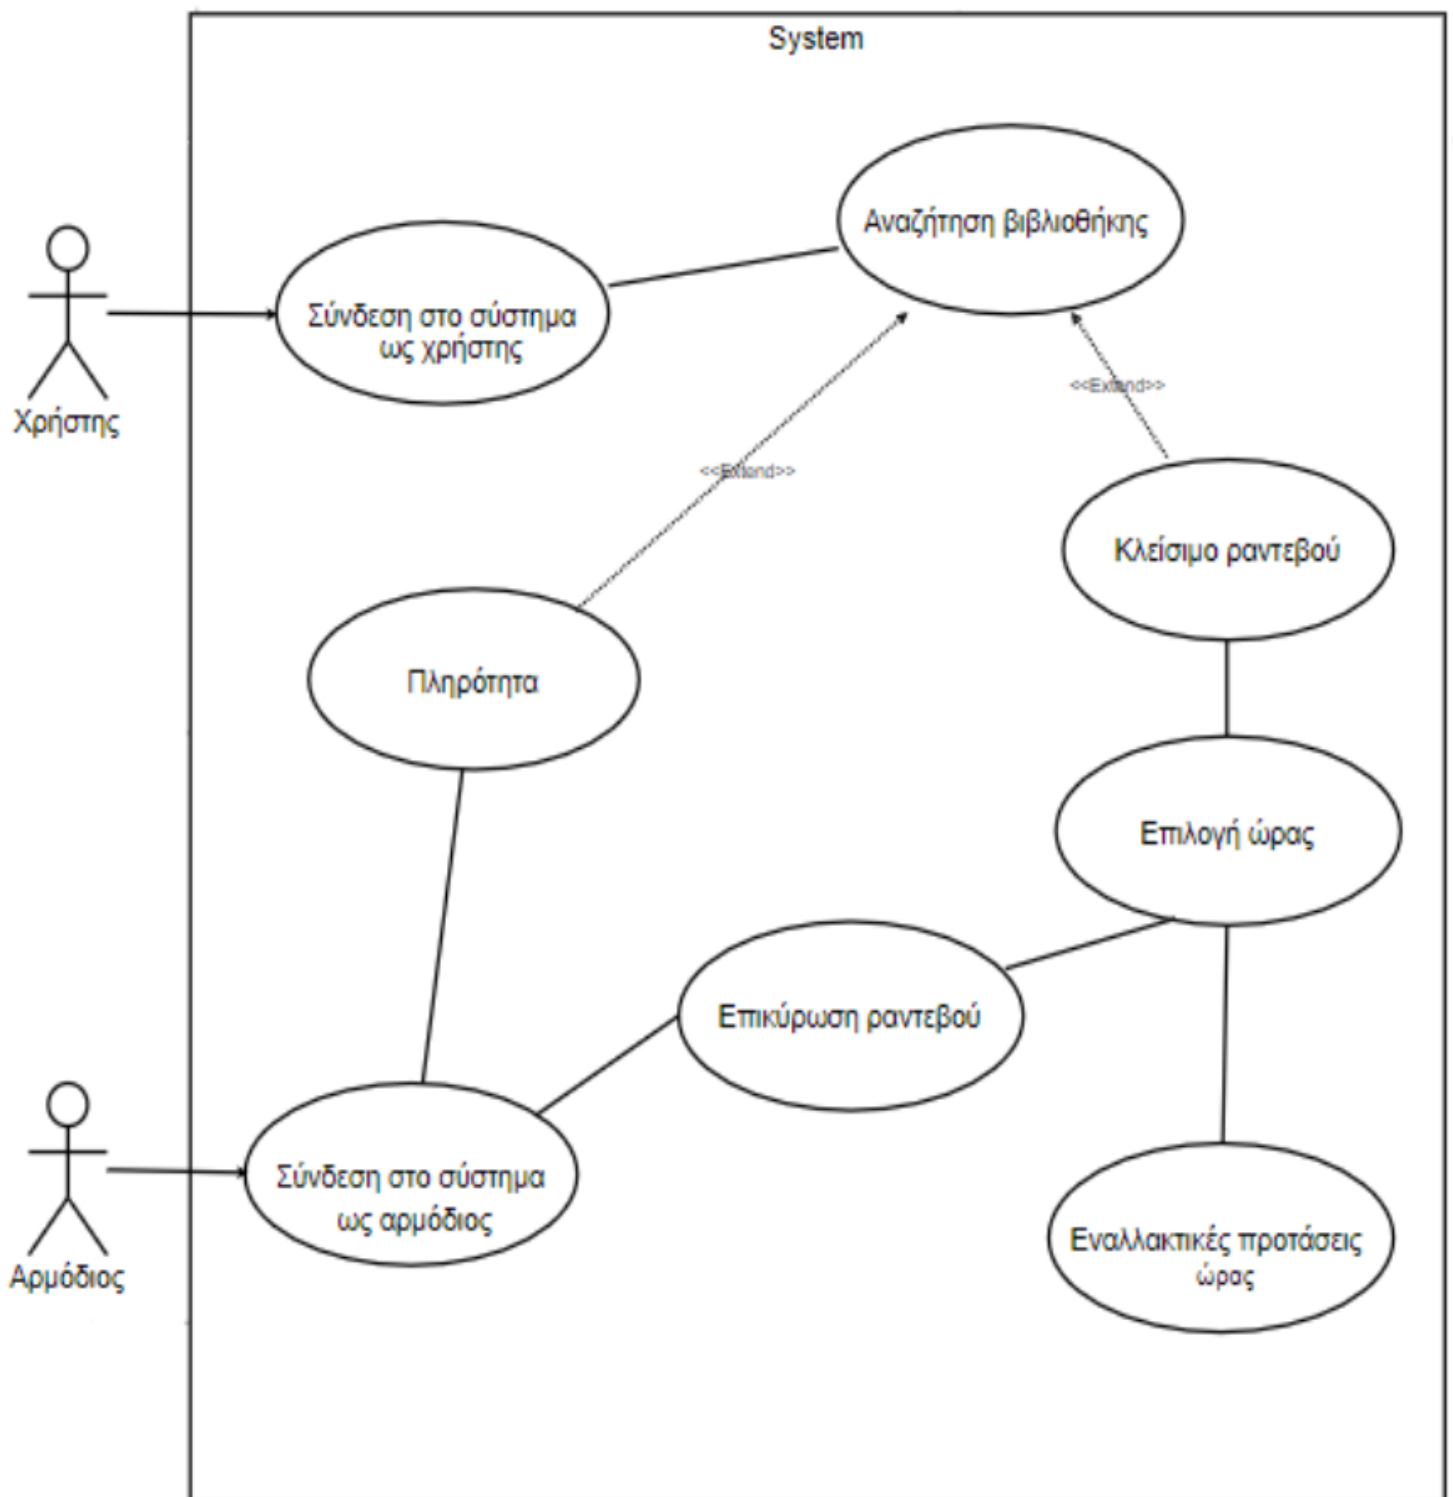 System
Αναζήτηση βιβλιοθήκης
Σύνδεση στο σύστημα
ως χρήστης
Χρήστης
<<Extend>>
<<Extend>>
Κλείσιμο ραντεβού
Πληρότητα
Επιλογή ώρας
Επικύρωση ραντεβού
Σύνδεση στο σύστημα
ως αρμόδιος
Αρμόδιος
Εναλλακτικές προτάσεις
ώρας